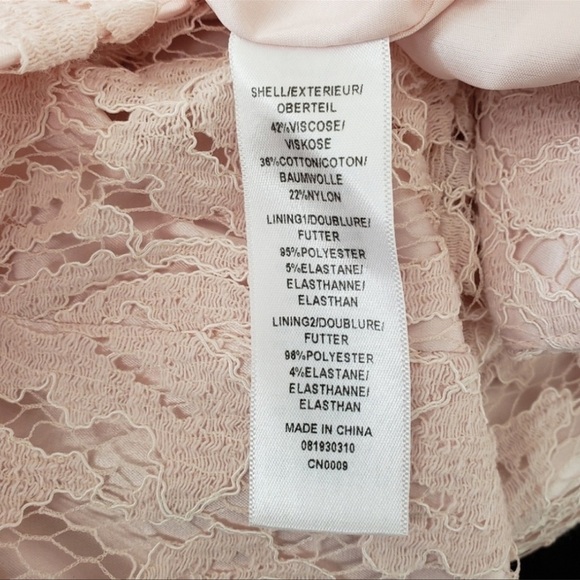 SHELL/EXTERIEUR/
OBERTEIL
42%VISCOSE/
VISKOSE
36%COTTON/COTON/
BAUMWOLLE
22%NYLON
LINING1/DOUBLURE/
FUTTER
95%POLYESTER
5%ELASTANE/
ELASTHANNE/
ELASTHAN
LINING2/DOUBLURE/
FUTTER
96%POLYESTER
4%ELASTANE/
ELASTHANNE/
ELASTHAN
MADE IN CHINA
081930310
CN0009